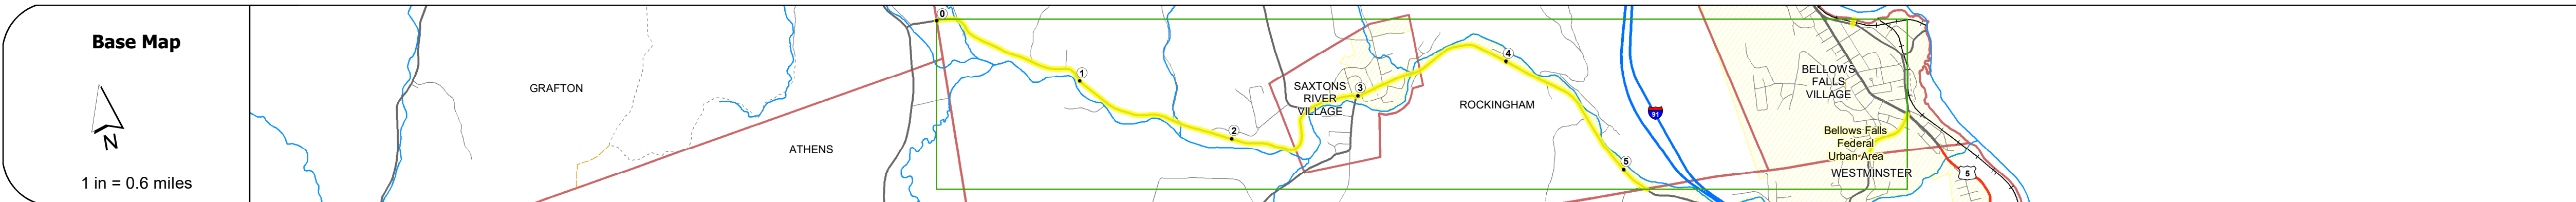 Base Map
N
1 in = 0.6 miles
GRAFTON
ATHENS
0
1
2
SAXTONS
RIVER
VILLAGE
3
4
ROCKINGHAM
5
91
BELLOWS
FALLS
VILLAGE
Bellows Falls
Federal
Urban Area
WESTMINSTER
5